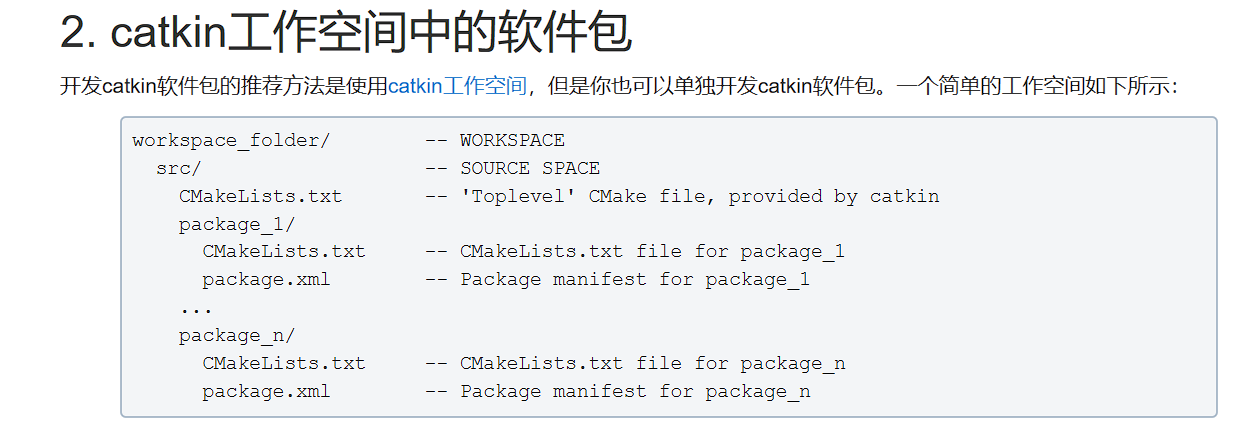 2. catkin工作空间中的软件包
开发catkin软件包的推荐方法是使用catkin工作空间，但是你也可以单独开发catkin软件包。一个简单的工作空间如下所示：
workspace_folder/        -- WORKSPACE
  src/                   -- SOURCE SPACE
    CMakeLists.txt       -- 'Toplevel' CMake file, provided by catkin
    package_1/
      CMakeLists.txt     -- CMakeLists.txt file for package_1
      package.xml        -- Package manifest for package_1
    ...
    package_n/
      CMakeLists.txt     -- CMakeLists.txt file for package_n
      package.xml        -- Package manifest for package_n